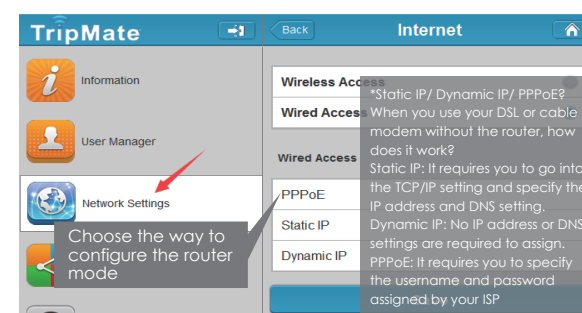 TripMate
Information
User Manager
Network Settings
Choose the way to
configure the router
mode
Back
Internet
Wireless Access
Wired Access
Wired Access
PPPoE
Static IP
Dynamic IP
*Static IP/ Dynamic IP/ PPPoE?
When you use your DSL or cable
modem without the router, how
does it work?
Static IP: It requires you to go into
the TCP/IP setting and specify the
IP address and DNS setting.
Dynamic IP: No IP address or DNS
settings are required to assign.
PPPoE: It requires you to specify
the username and password
assigned by your ISP